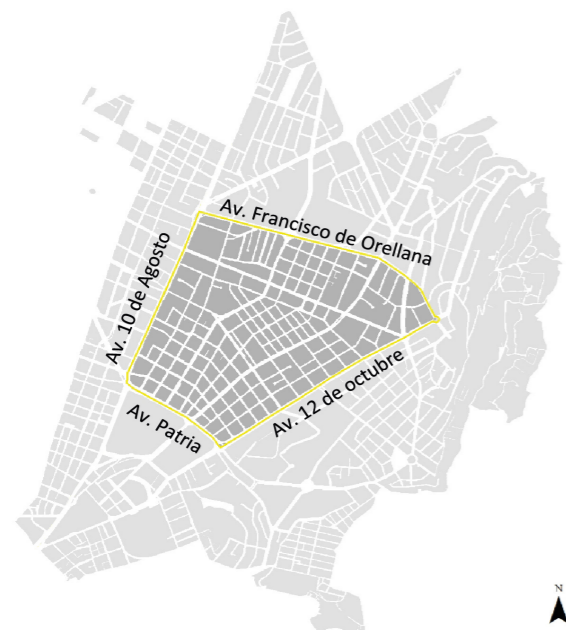 Av. Francisco de Orellana
Av. 10 de Agosto
Av. 12 de octubre
Av. Patria
N